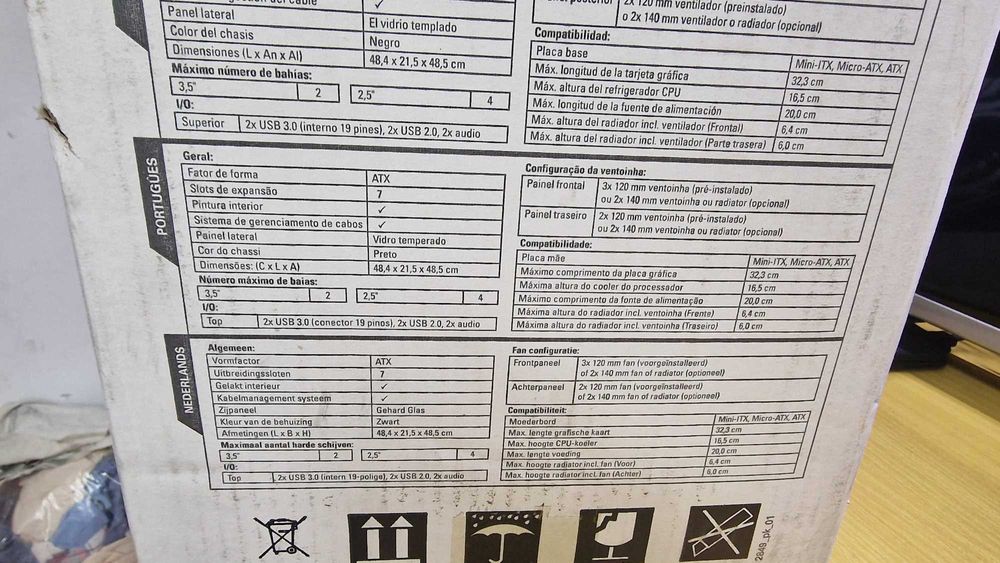 Panel lateral | El vidrio templado
Color del chasis | Negro
Dimensiones (L x An x Al) | 48,4 x 21,5 x 48,5 cm
Máximo número de bahías:
3,5" | 2 | 2,5" | 4
I/O:
Superior | 2x USB 3.0 (interno 19 pines), 2x USB 2.0, 2x audio
2x 120 mm ventilador (preinstalado)
o 2x 140 mm ventilador o radiador (opcional)
Compatibilidad:
Placa base | Mini-ITX, Micro-ATX, ATX
Máx. longitud de la tarjeta gráfica | 32,3 cm
Máx. altura del refrigerador CPU | 16,5 cm
Máx. longitud de la fuente de alimentación | 20,0 cm
Máx. altura del radiador incl. ventilador (Frontal) | 6,4 cm
Máx. altura del radiador incl. ventilador (Parte trasera) | 6,0 cm
PORTUGUÊS
Geral:
Fator de forma | ATX
Slots de expansão | 7
Pintura interior | ✓
Sistema de gerenciamento de cabos | ✓
Painel lateral | Vidro temperado
Cor do chassi | Preto
Dimensões: (C x L x A) | 48,4 x 21,5 x 48,5 cm
Número máximo de baias:
3,5" | 2 | 2,5" | 4
I/O:
Top | 2x USB 3.0 (conector 19 pinos), 2x USB 2.0, 2x audio
Configuração da ventoinha:
Painel frontal | 3x 120 mm ventoinha (pré-instalado)
ou 2x 140 mm ventoinha ou radiator (opcional)
Painel traseiro | 2x 120 mm ventoinha (pré-instalado)
ou 2x 140 mm ventoinha ou radiator (opcional)
Compatibilidade:
Placa mãe | Mini-ITX, Micro-ATX, ATX
Máximo comprimento da placa gráfica | 32,3 cm
Máxima altura do cooler do processador | 16,5 cm
Máximo comprimento da fonte de alimentação | 20,0 cm
Máxima altura do radiador incl. ventoinha (Frente) | 6,4 cm
Máxima altura do radiador incl. ventoinha (Traseiro) | 6,0 cm
NEDERLANDS
Algemeen:
Vormfactor | ATX
Uitbreidingssloten | 7
Gelakt interieur | ✓
Kabelmanagement systeem | ✓
Zijpaneel | Gehard Glas
Kleur van de behuizing | Zwart
Afmetingen (L x B x H) | 48,4 x 21,5 x 48,5 cm
Maximaal aantal harde schijven:
3,5" | 2 | 2,5" | 4
I/O:
Top | 2x USB 3.0 (intern 19-polige), 2x USB 2.0, 2x audio
Fan configuratie:
Frontpaneel | 3x 120 mm fan (voorgeïnstalleerd)
of 2x 140 mm fan of radiator (optioneel)
Achterpaneel | 2x 120 mm fan (voorgeïnstalleerd)
of 2x 140 mm fan of radiator (optioneel)
Compatibiliteit:
Moederbord | Mini-ITX, Micro-ATX, ATX
Max. lengte grafische kaart | 32,3 cm
Max. hoogte CPU-koeler | 16,5 cm
Max. lengte voeding | 20,0 cm
Max. hoogte radiator incl. fan (Voor) | 6,4 cm
Max. hoogte radiator incl. fan (Achter) | 6,0 cm
2849_pk_01